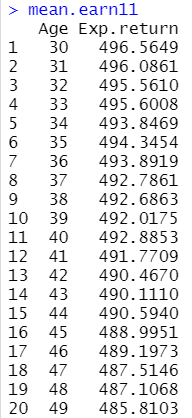 > mean.earn11
Age Exp.return
1 30 496.5649
2 31 496.0861
3 32 495.5610
4 33 495.6008
5 34 493.8469
6 35 494.3454
7 36 493.8919
8 37 492.7861
9 38 492.6863
10 39 492.0175
11 40 492.8853
12 41 491.7709
13 42 490.4670
14 43 490.1110
15 44 490.5940
16 45 488.9951
17 46 489.1973
18 47 487.5146
19 48 487.1068
20 49 485.8103